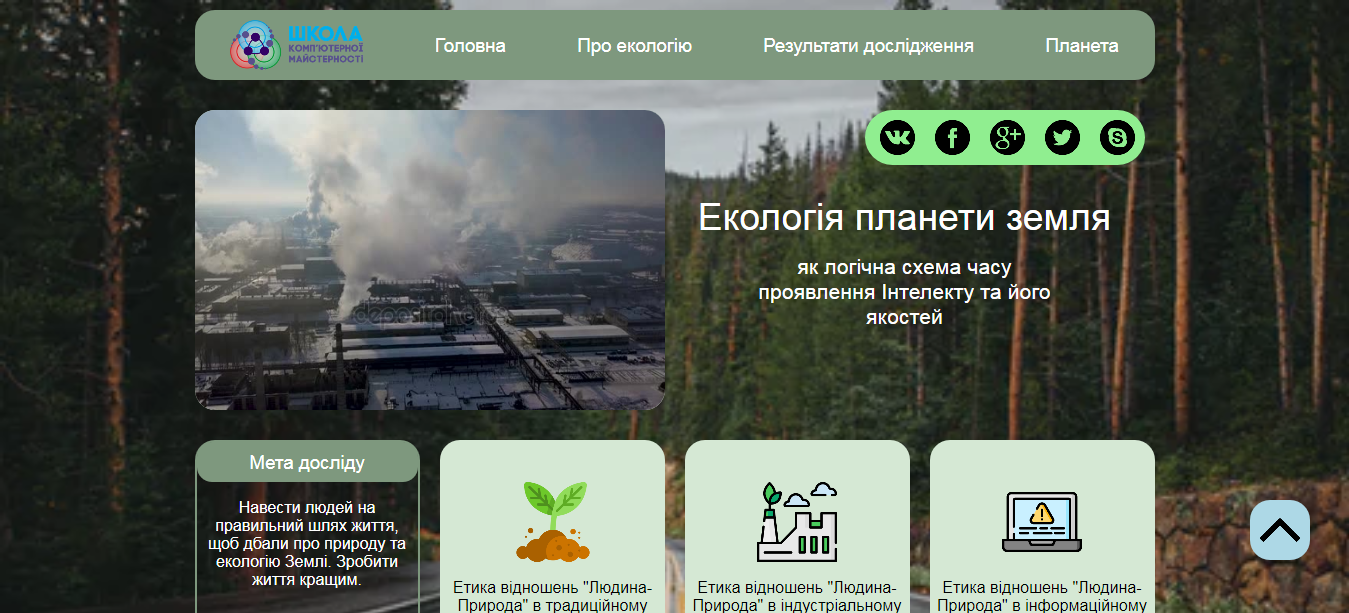 ШКОЛА
КОМП'ЮТЕРНОЇ
МАЙСТЕРНОСТІ
Головна
Про екологію
Результати дослідження
Планета
Екологія планети земля
як логічна схема часу
проявлення Інтелекту та його
якостей
Мета досліду
Навести людей на
правильний шлях життя,
щоб дбали про природу та
екологію Землі. Зробити
життя кращим.
Етика відношень "Людина-
Природа" в традиційному
Етика відношень "Людина-
Природа" в індустріальному
Етика відношень "Людина-
Природа" в інформаційному